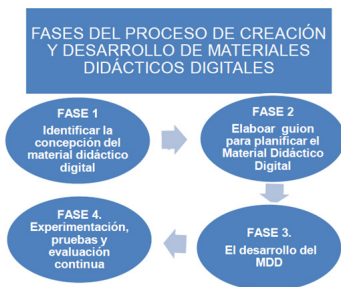 FASES DEL PROCESO DE CREACIÓN
Y DESARROLLO DE MATERIALES
DIDÁCTICOS DIGITALES
FASE 1
Identificar la
concepción del
material didáctico
digital
FASE 2
Elaboar guion
para planificar el
Material Didáctico
Digital
FASE 3.
El desarrollo del
MDD
FASE 4.
Experimentación,
pruebas y
evaluación
continua